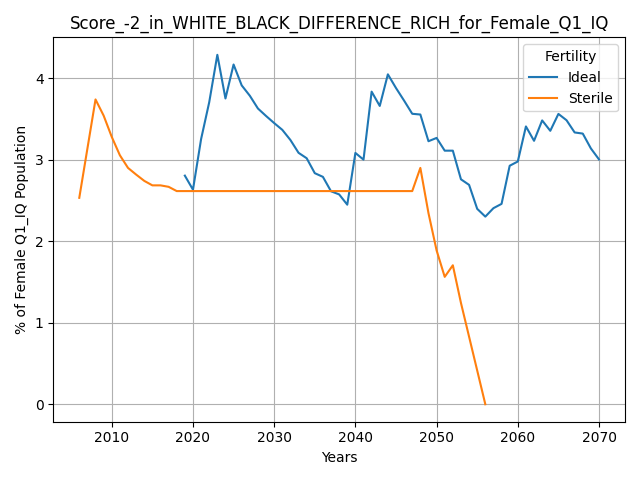 Score_-2_in_WHITE_BLACK_DIFFERENCE_RICH_for_Female_Q1_IQ
Fertility
Ideal
Sterile
% of Female Q1_IQ Population
4
3
2
1
0
2010 2020 2030 2040 2050 2060 2070
Years